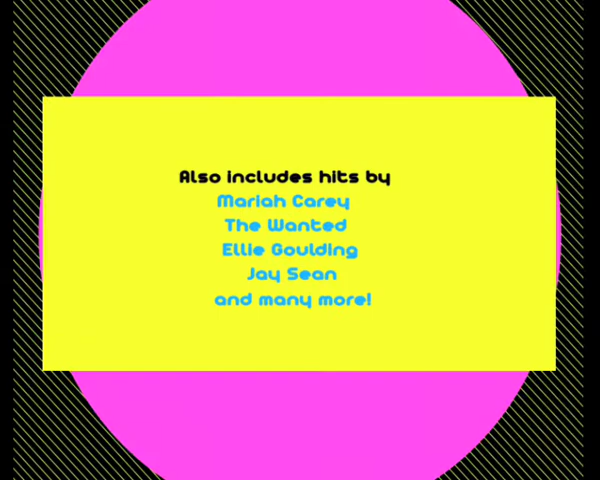 Also includes hits by
Mariah Carey
The Wanted
Ellie Goulding
Jay Sean
and many more!